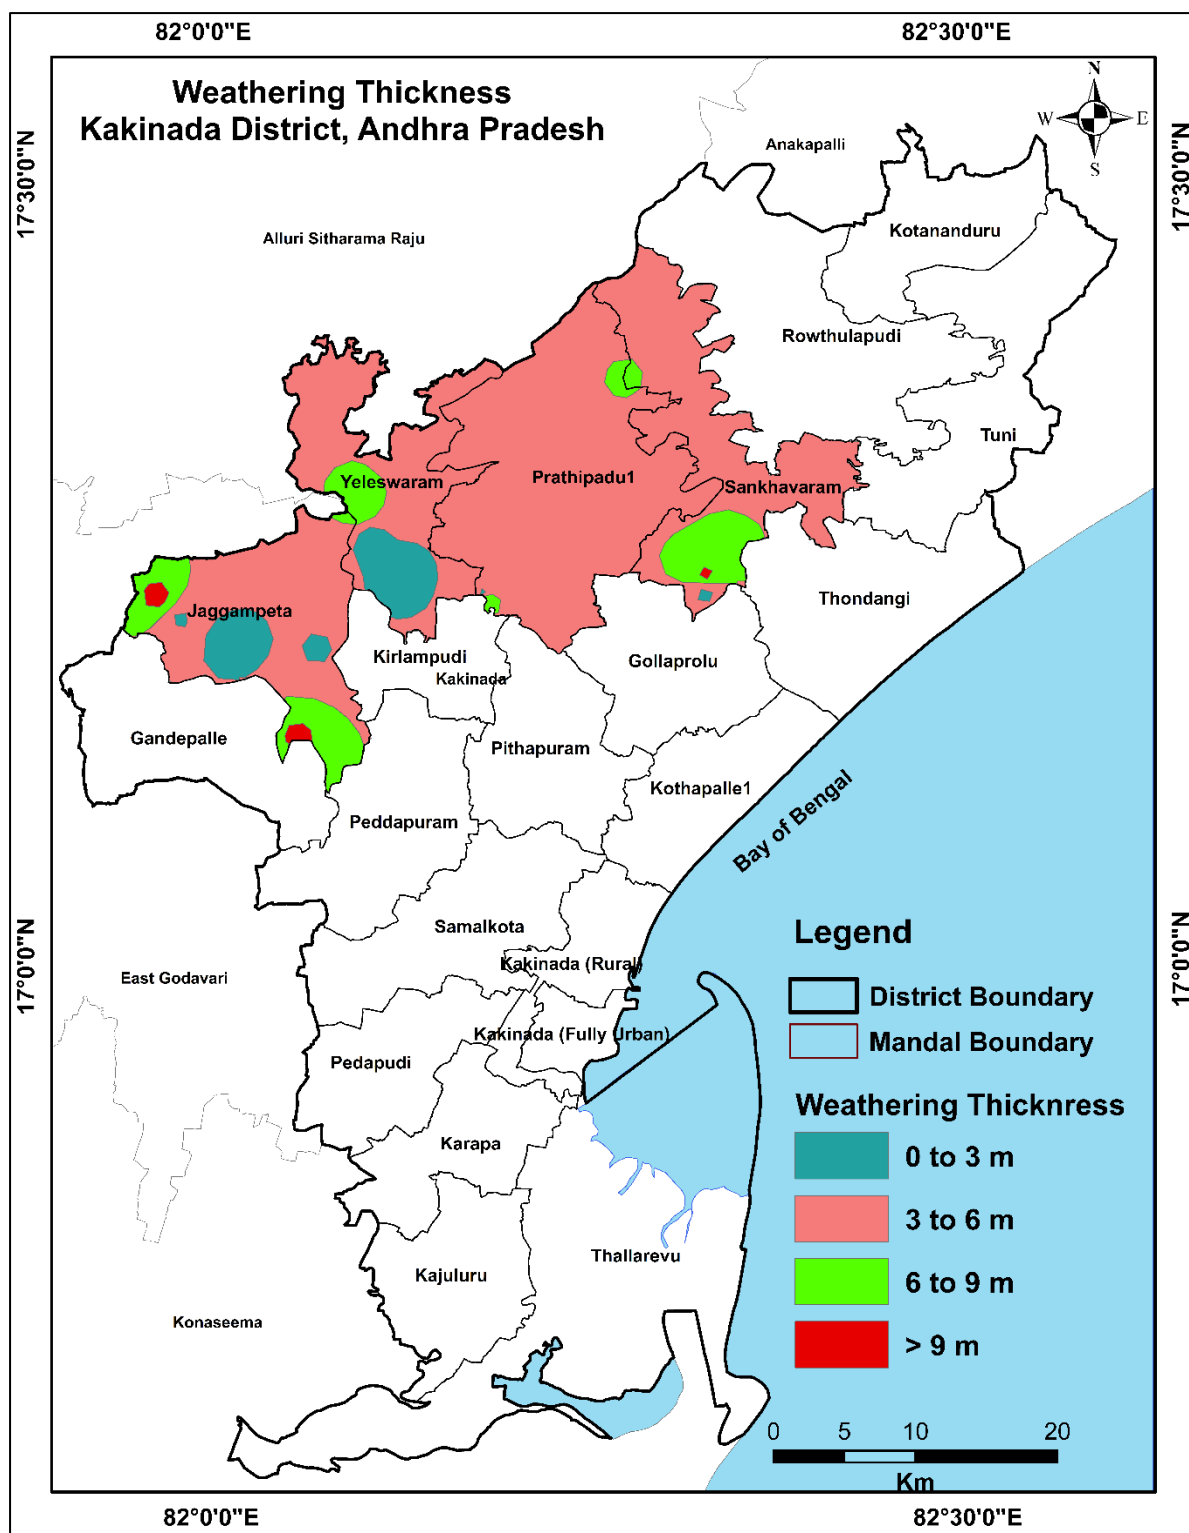 82°0'0"E
82°30'0"E
Weathering Thickness
Kakinada District, Andhra Pradesh
N
W
E
S
17°30'0"N
17°30'0"N
Anakapalli
Kotananduru
Alluri Sitharama Raju
Rowthulapudi
Tuni
Yeleswaram
Prathipadu1
Sankhavaram
Thondangi
Jaggampeta
Kirlampudi
Gollaprolu
Kakinada
Gandepalle
Pithapuram
Kothapalle1
Bay of Bengal
Peddapuram
Samalkota
17°0'0"N
17°0'0"N
Legend
Kakinada (Rural)
East Godavari
District Boundary
Kakinada (Fully Urban)
Mandal Boundary
Pedapudi
Weathering Thicknress
Karapa
0 to 3 m
3 to 6 m
Thallarevu
Kajuluru
6 to 9 m
Konaseema
> 9 m
0 5 10 20
Km
82°0'0"E
82°30'0"E